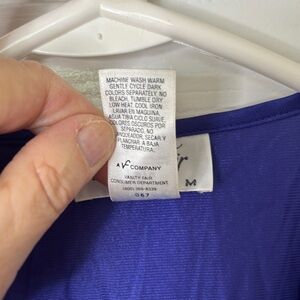 MACHINE WASH WARM
GENTLE CYCLE DARK
COLORS SEPARATELY. NO
BLEACH. TUMBLE DRY
LOW HEAT. COOL IRON
LAVAR EN MAQUINA,
AGUA TIBIA CICLO SUAVE.
COLORES OSCUROS POR
SEPARADO. NO
BLANQUEADOR, SECAR Y
PLANCHAR A BAJA
TEMPERATURA.
A VF COMPANY
VANITY FAIR
CONSUMER DEPARTMENT
057
M